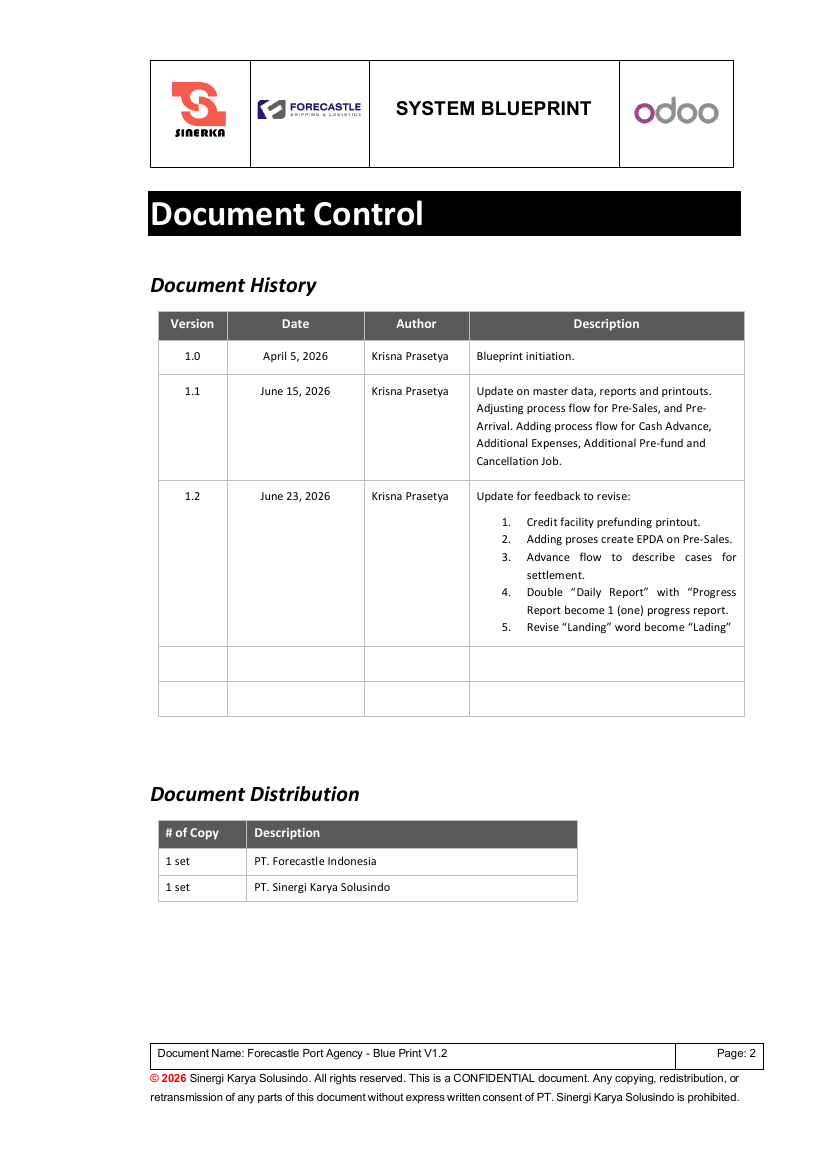 SINERKA
FORECASTLE
SHIPPING & LOGISTICS
SYSTEM BLUEPRINT
odoo
Document Control
Document History
Version Date Author Description
1.0 April 5, 2026 Krisna Prasetya Blueprint initiation.
1.1 June 15, 2026 Krisna Prasetya Update on master data, reports and printouts.
Adjusting process flow for Pre-Sales, and Pre-
Arrival. Adding process flow for Cash Advance,
Additional Expenses, Additional Pre-fund and
Cancellation Job.
1.2 June 23, 2026 Krisna Prasetya Update for feedback to revise:
1. Credit facility prefunding printout.
2. Adding proses create EPDA on Pre-Sales.
3. Advance flow to describe cases for
settlement.
4. Double “Daily Report” with “Progress
Report become 1 (one) progress report.
5. Revise “Landing” word become “Lading”
Document Distribution
# of Copy Description
1 set PT. Forecastle Indonesia
1 set PT. Sinergi Karya Solusindo
Document Name: Forecastle Port Agency - Blue Print V1.2 Page: 2
© 2026 Sinergi Karya Solusindo. All rights reserved. This is a CONFIDENTIAL document. Any copying, redistribution, or
retransmission of any parts of this document without express written consent of PT. Sinergi Karya Solusindo is prohibited.